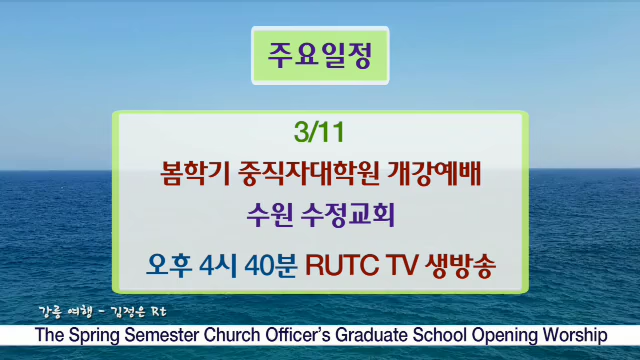 주요일정
3/11
봄학기 중직자대학원 개강예배
수원 수정교회
오후 4시 40분 RUTC TV 생방송
강릉 여행 - 김정은 Rt
The Spring Semester Church Officer's Graduate School Opening Worship